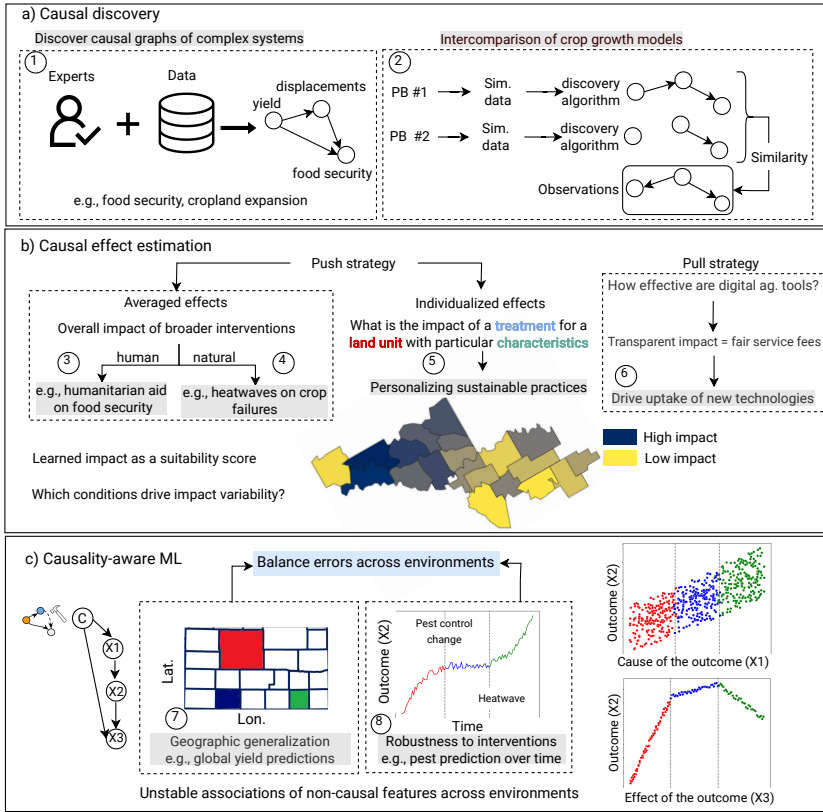 a) Causal discovery
Discover causal graphs of complex systems
1
Experts
Data
displacements
yield
food security
e.g., food security, cropland expansion
Intercomparison of crop growth models
2
PB #1
Sim.
data
discovery
algorithm
PB #2
Sim.
data
discovery
algorithm
Similarity
Observations
b) Causal effect estimation
Push strategy
Pull strategy
Averaged effects
Overall impact of broader interventions
human
natural
3
4
e.g., humanitarian aid
on food security
e.g., heatwaves on crop
failures
Learned impact as a suitability score
Which conditions drive impact variability?
Individualized effects
What is the impact of a treatment for a
land unit with particular characteristics
5
Personalizing sustainable practices
High impact
Low impact
How effective are digital ag. tools?
Transparent impact = fair service fees
6
Drive uptake of new technologies
c) Causality-aware ML
Balance errors across environments
C
X1
X2
X3
Lat.
Lon.
7
Geographic generalization
e.g., global yield predictions
Outcome (X2)
Pest control
change
Heatwave
Time
8
Robustness to interventions
e.g., pest prediction over time
Unstable associations of non-causal features across environments
Outcome (X2)
Cause of the outcome (X1)
Outcome (X2)
Effect of the outcome (X3)